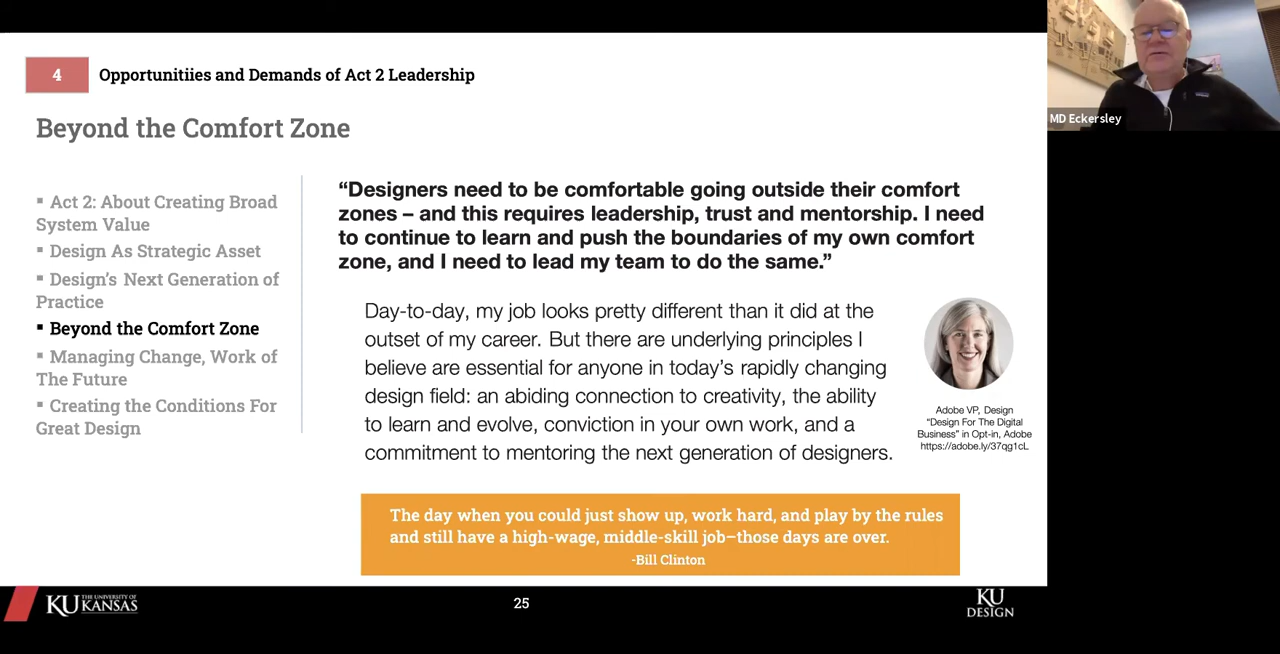 4
Opportunitiies and Demands of Act 2 Leadership
Beyond the Comfort Zone
▪ Act 2: About Creating Broad
System Value
▪ Design As Strategic Asset
▪ Design's Next Generation of
Practice
▪ Beyond the Comfort Zone
▪ Managing Change, Work of
The Future
▪ Creating the Conditions For
Great Design
“Designers need to be comfortable going outside their comfort
zones – and this requires leadership, trust and mentorship. I need
to continue to learn and push the boundaries of my own comfort
zone, and I need to lead my team to do the same.”
Day-to-day, my job looks pretty different than it did at the
outset of my career. But there are underlying principles I
believe are essential for anyone in today’s rapidly changing
design field: an abiding connection to creativity, the ability
to learn and evolve, conviction in your own work, and a
commitment to mentoring the next generation of designers.
Adobe VP, Design
“Design For The Digital
Business” in Opt-in, Adobe
https://adobe.ly/37qg1cL
The day when you could just show up, work hard, and play by the rules
and still have a high-wage, middle-skill job—those days are over.
-Bill Clinton
KU THE UNIVERSITY OF
KANSAS
25
KU
DESIGN
MD Eckersley